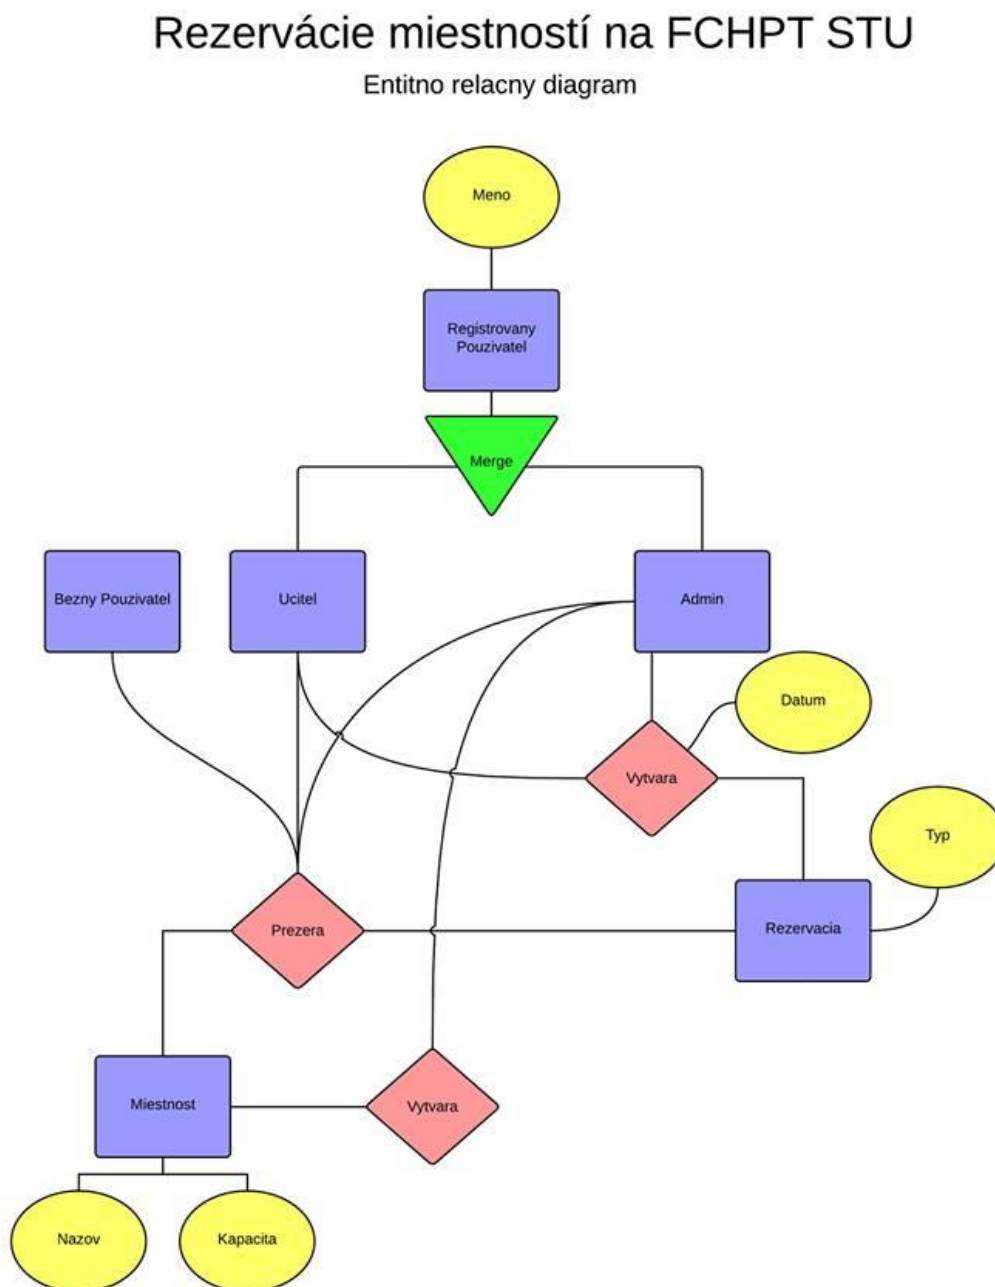 Rezervácie miestností na FCHPT STU
Entitno relacny diagram
Meno
Registrovany
Pouzivatel
Merge
Bezny Pouzivatel
Ucitel
Admin
Datum
Vytvara
Typ
Prezera
Rezervacia
Miestnost
Vytvara
Nazov
Kapacita